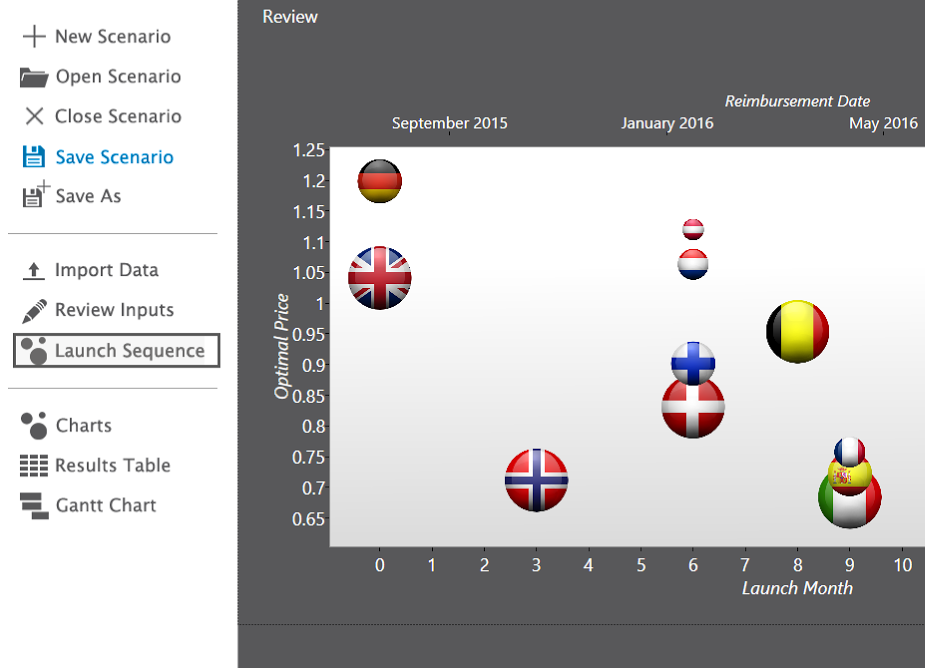 New Scenario
Open Scenario
Close Scenario
Save Scenario
Save As
Import Data
Review Inputs
Launch Sequence
Charts
Results Table
Gantt Chart
Review
Reimbursement Date
September 2015 January 2016 May 2016
Optimal Price
1.25
1.2
1.15
1.1
1.05
1
0.95
0.9
0.85
0.8
0.75
0.7
0.65
0 1 2 3 4 5 6 7 8 9 10
Launch Month